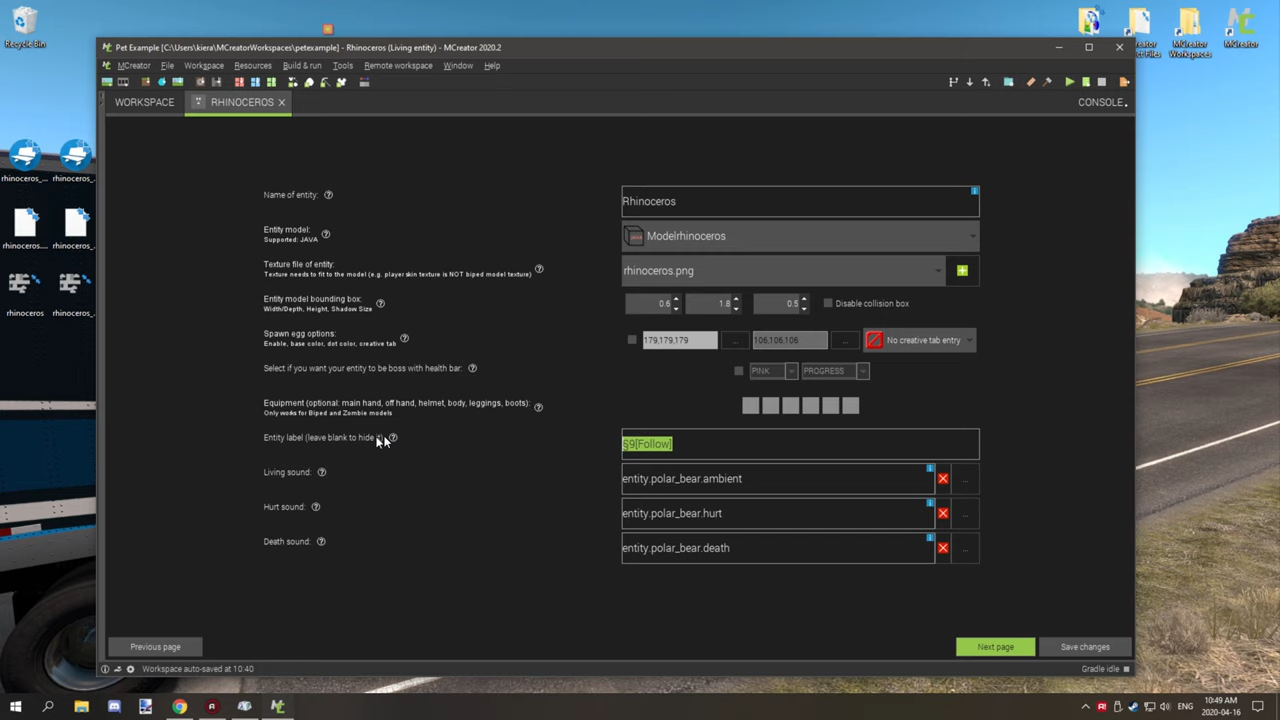 Recycle Bin
MCreator
Workspaces
MCreator
Pet Example [C:\Users\kiera\MCreatorWorkspaces\petexample] - Rhinoceros (Living entity) - MCreator 2020.2
MCreator File Workspace Resources Build & run Tools Remote workspace Window Help
WORKSPACE RHINOCEROS
CONSOLE
Name of entity:
Rhinoceros
Entity model:
Supported: JAVA
Modelrhinoceros
Texture file of entity:
Texture needs to fit to the model (e.g. player skin texture is NOT biped model texture)
rhinoceros.png
Entity model bounding box:
Width/Depth, Height, Shadow Size
0.6 1.8 0.5 Disable collision box
Spawn egg options:
Enable, base color, dot color, creative tab
179,179,179 ... 106,106,106 ... No creative tab entry
Select if you want your entity to be boss with health bar:
PINK PROGRESS
Equipment (optional: main hand, off hand, helmet, body, leggings, boots):
Only works for Biped and Zombie models
Entity label (leave blank to hide
§9[Follow]
Living sound:
entity.polar_bear.ambient ...
Hurt sound:
entity.polar_bear.hurt ...
Death sound:
entity.polar_bear.death ...
Previous page
Next page
Save changes
Workspace auto-saved at 10:40
Gradle idle
rhinoceros_...
rhinoceros_...
rhinoceros....
rhinoceros_...
rhinoceros
rhinoceros_...
ENG
10:49 AM
2020-04-16